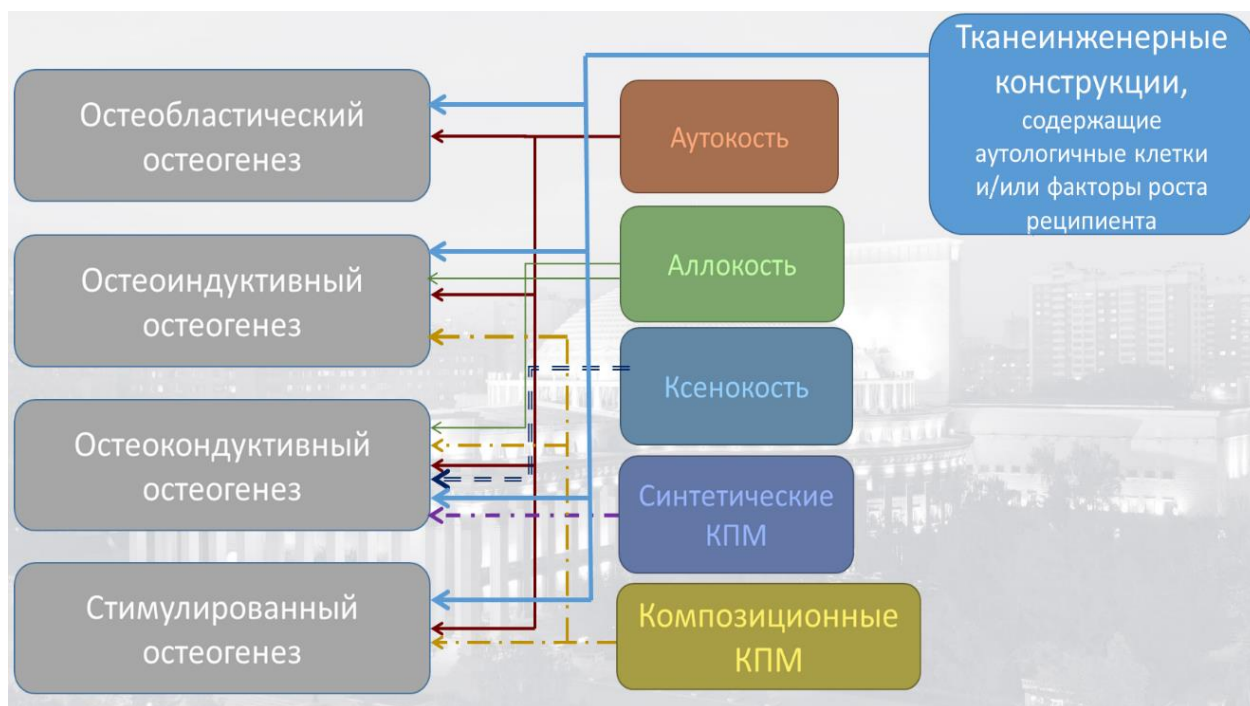 Тканеинженерные
конструкции,
содержащие
аутологичные клетки
и/или факторы роста
реципиента
Остеобластический
остеогенез
Остеоиндуктивный
остеогенез
Остеокондуктивный
остеогенез
Стимулированный
остеогенез
Аутокость
Аллокость
Ксенокость
Синтетические
КПМ
Композиционные
КПМ